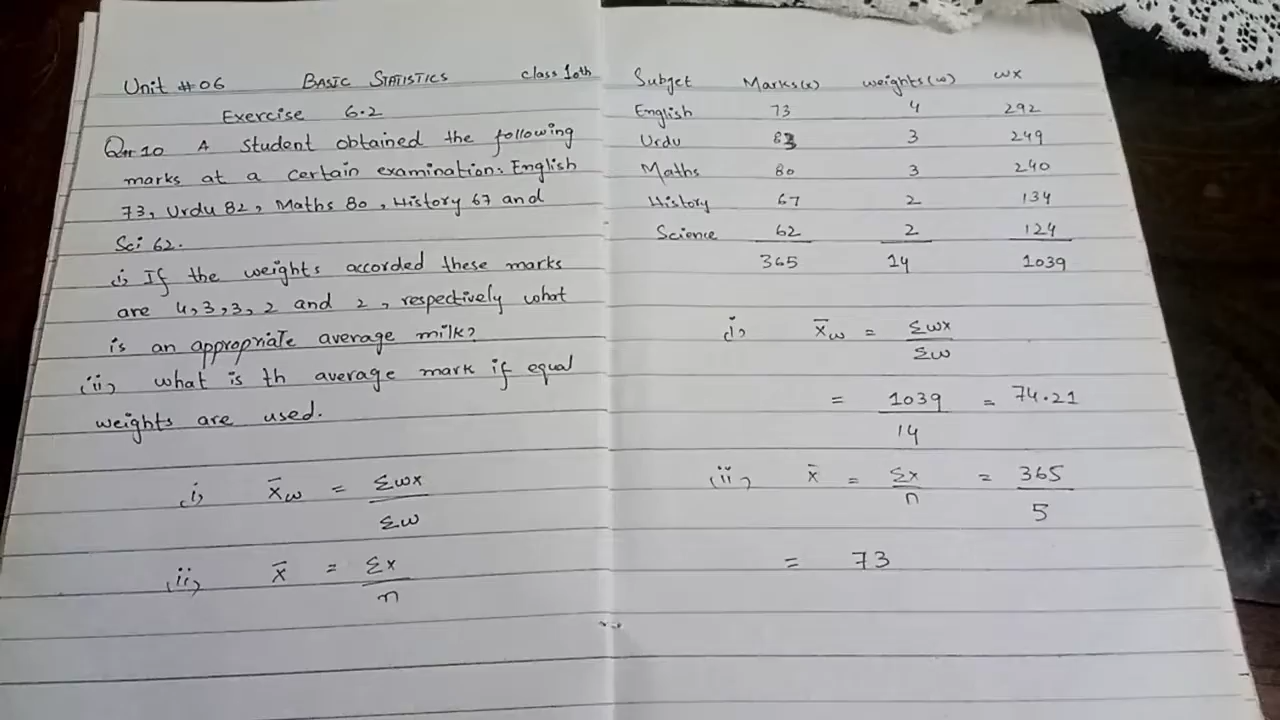 Unit #06 BASIC STATISTICS class 10th
Exercise 6.2
Qno 10 A student obtained the following
marks at a certain examination: English
73, Urdu 82, Maths 80, History 67 and
Sci 62.
i, If the weights accorded these marks
are 4,3,3, 2 and 2, respectively what
is an appropriate average milk?
(ii, what is th average mark if equal
weights are used.
i, x̄w = Σwx / Σw
ii, x̄ = Σx / n
Subjet Marks(x) weights(w) wx
English 73 4 292
Urdu 83 3 249
Maths 80 3 240
History 67 2 134
Science 62 2 124
365 14 1039
i, x̄w = Σwx / Σw
= 1039 / 14 = 74.21
(ii, x̄ = Σx / n = 365 / 5
= 73